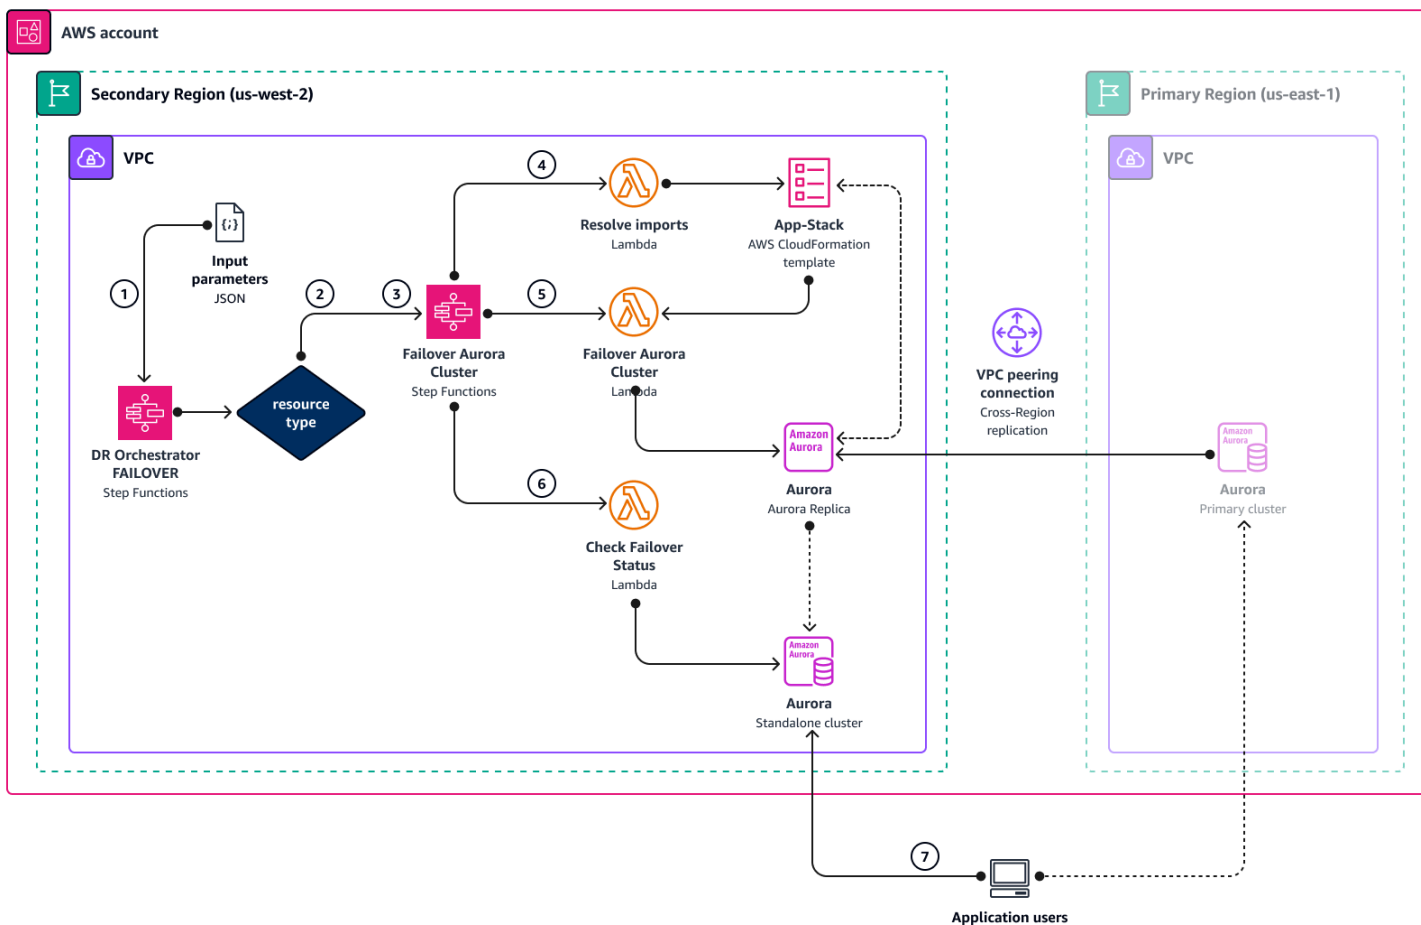 AWS account
Secondary Region (us-west-2)
Primary Region (us-east-1)
VPC
VPC
4
Resolve imports
Lambda
App-Stack
AWS CloudFormation
template
{;}
Input
parameters
JSON
1
2
3
5
Failover Aurora
Cluster
Step Functions
Failover Aurora
Cluster
Lambda
VPC peering
connection
Cross-Region
replication
resource
type
DR Orchestrator
FAILOVER
Step Functions
Amazon
Aurora
Aurora
Aurora Replica
Amazon
Aurora
Aurora
Primary cluster
6
Check Failover
Status
Lambda
Amazon
Aurora
Aurora
Standalone cluster
7
Application users